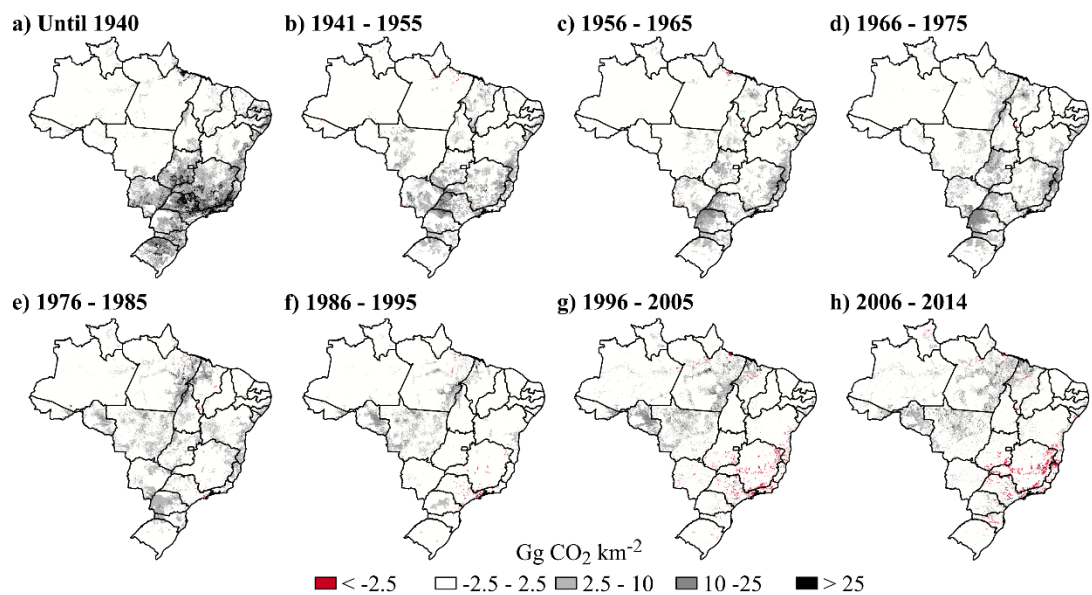 a) Until 1940
b) 1941 - 1955
c) 1956 - 1965
d) 1966 - 1975
e) 1976 - 1985
f) 1986 - 1995
g) 1996 - 2005
h) 2006 - 2014
Gg CO₂ km⁻²
< -2.5 -2.5 - 2.5 2.5 - 10 10 -25 > 25